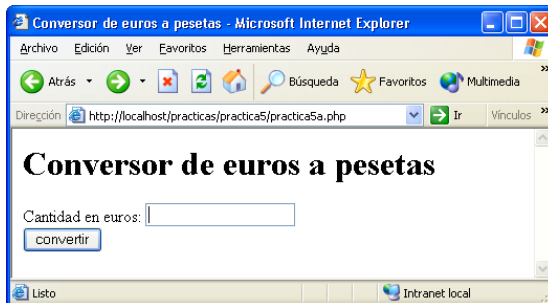 Conversor de euros a pesetas - Microsoft Internet Explorer
Archivo Edición Ver Favoritos Herramientas Ayuda
Atrás Búsqueda Favoritos Multimedia »
Dirección http://localhost/practicas/practica5/practica5a.php Ir Vínculos »
Conversor de euros a pesetas
Cantidad en euros:
convertir
Listo Intranet local